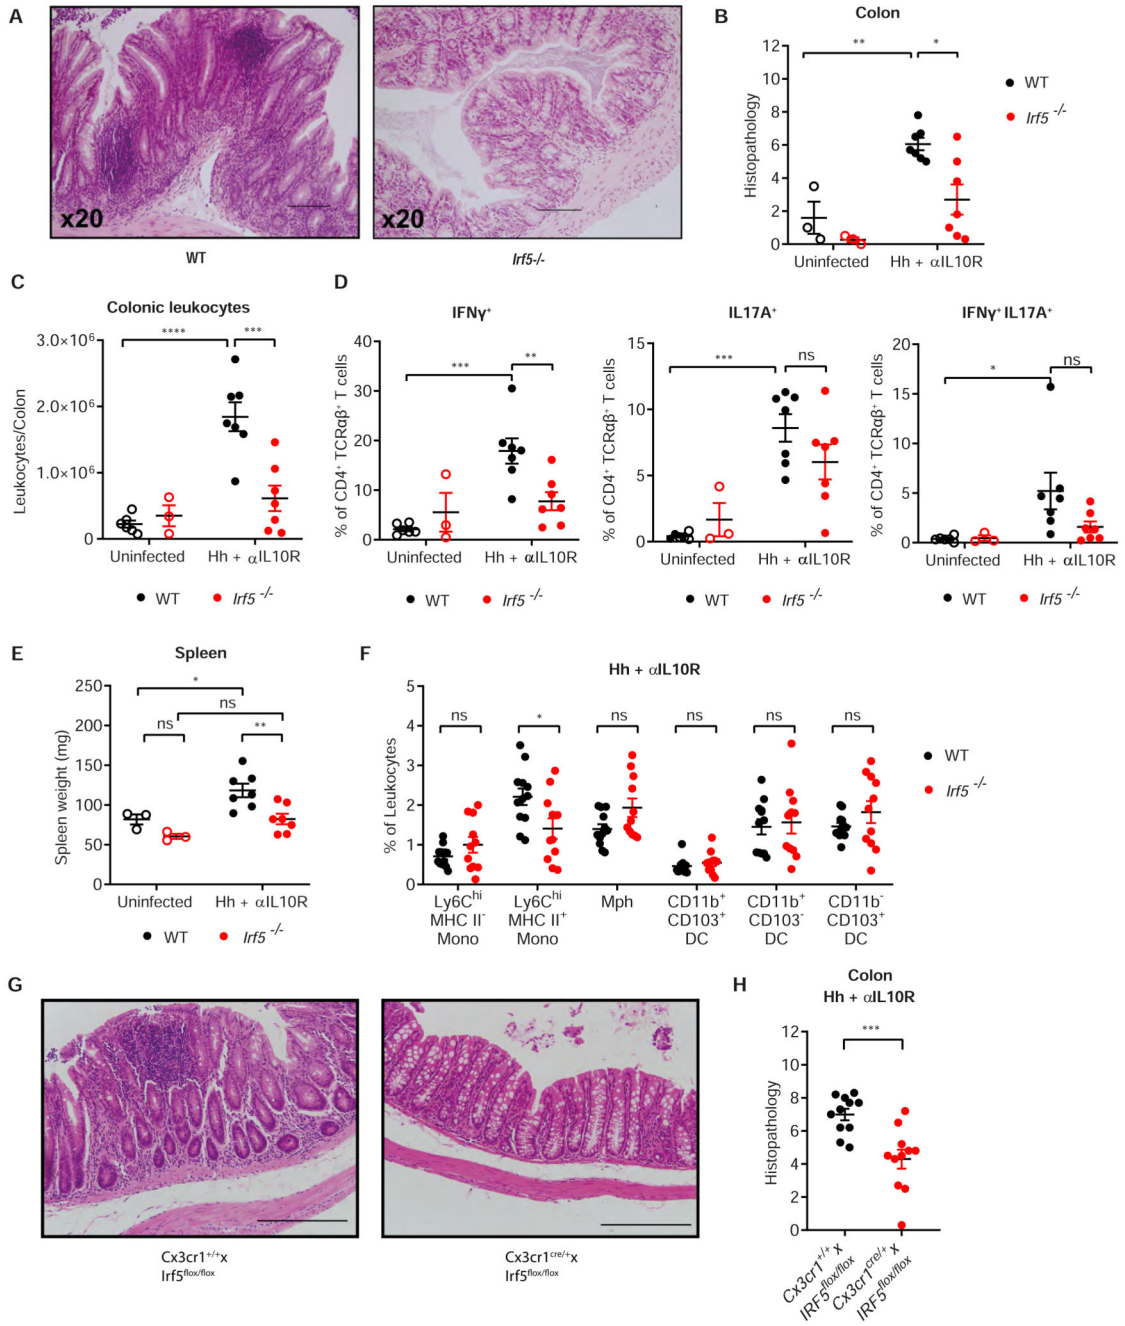 A
x20
WT
x20
Irf5-/-
B
Colon
Histopathology
12
10
8
6
4
2
0
**
*
Uninfected
Hh + αIL10R
WT
Irf5 -/-
C
Colonic leukocytes
Leukocytes/Colon
3.0×10⁶
2.0×10⁶
1.0×10⁶
0
****
***
Uninfected
Hh + αIL10R
WT
Irf5 -/-
D
IFNγ⁺
% of CD4⁺ TCRαβ⁺ T cells
40
30
20
10
0
***
**
Uninfected
Hh + αIL10R
WT
Irf5 -/-
IL17A⁺
% of CD4⁺ TCRαβ⁺ T cells
15
10
5
0
***
ns
Uninfected
Hh + αIL10R
WT
Irf5 -/-
IFNγ⁺ IL17A⁺
% of CD4⁺ TCRαβ⁺ T cells
20
15
10
5
0
*
ns
Uninfected
Hh + αIL10R
WT
Irf5 -/-
E
Spleen
Spleen weight (mg)
250
200
150
100
50
0
*
ns
ns
**
Uninfected
Hh + αIL10R
WT
Irf5 -/-
F
Hh + αIL10R
% of Leukocytes
5
4
3
2
1
0
ns
*
ns
ns
ns
ns
Ly6Chi
MHC II⁻
Mono
Ly6Chi
MHC II⁺
Mono
Mph
CD11b⁺
CD103⁺
DC
CD11b⁺
CD103⁻
DC
CD11b⁻
CD103⁺
DC
WT
Irf5 -/-
G
Cx3cr1+/+x
Irf5flox/flox
Cx3cr1cre/+x
Irf5flox/flox
H
Colon
Hh + αIL10R
Histopathology
12
10
8
6
4
2
0
***
Cx3cr1+/+ x
IRF5flox/flox
Cx3cr1cre/+ x
IRF5flox/flox